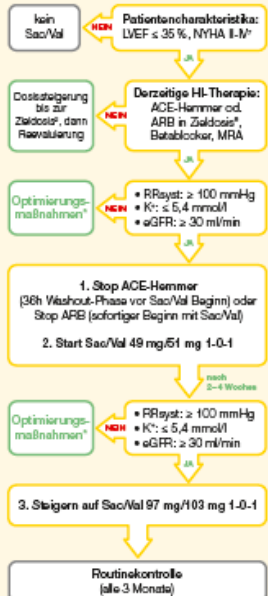 kein
Sac/Val
NEIN
Patientencharakteristika:
LVEF ≤ 35 %, NYHA II-IV
JA
Dosissteigerung
bis zur
Zieldosis, dann
Reevaluierung
NEIN
Derzeitige HI-Therapie:
ACE-Hemmer od.
ARB in Zieldosis,
Betablocker, MRA
JA
Optimierungs-
maßnahmen*
NEIN
• RRsyst: ≥ 100 mmHg
• K⁺: ≤ 5,4 mmol/l
• eGFR: ≥ 30 ml/min
JA
1. Stop ACE-Hemmer
(36h Washout-Phase vor Sac/Val Beginn) oder
Stop ARB (sofortiger Beginn mit Sac/Val)
2. Start Sac/Val 49 mg/51 mg 1-0-1
nach
2–4 Wochen
Optimierungs-
maßnahmen*
NEIN
• RRsyst: ≥ 100 mmHg
• K⁺: ≤ 5,4 mmol/l
• eGFR: ≥ 30 ml/min
JA
3. Steigern auf Sac/Val 97 mg/103 mg 1-0-1
Routinekontrolle
(alle 3 Monate)